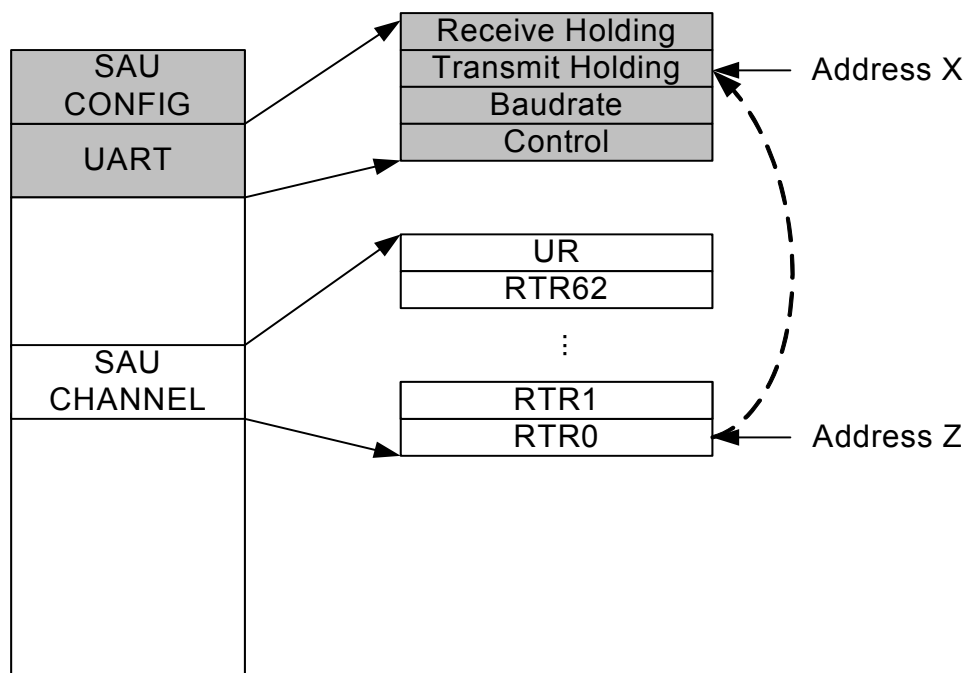 SAU
CONFIG
UART
SAU
CHANNEL
Receive Holding
Transmit Holding
Baudrate
Control
UR
RTR62
...
RTR1
RTR0
Address X
Address Z